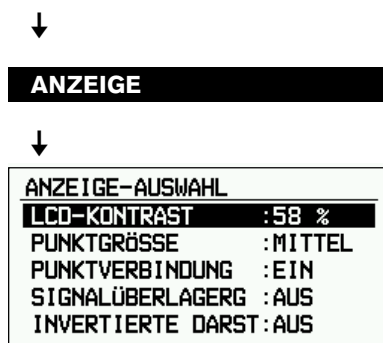 ↓
ANZEIGE
↓
ANZEIGE-AUSWAHL
LCD-KONTRAST :58 %
PUNKTGRÖSSE :MITTEL
PUNKTVERBINDUNG :EIN
SIGNALÜBERLAGERG :AUS
INVERTIERTE DARST:AUS